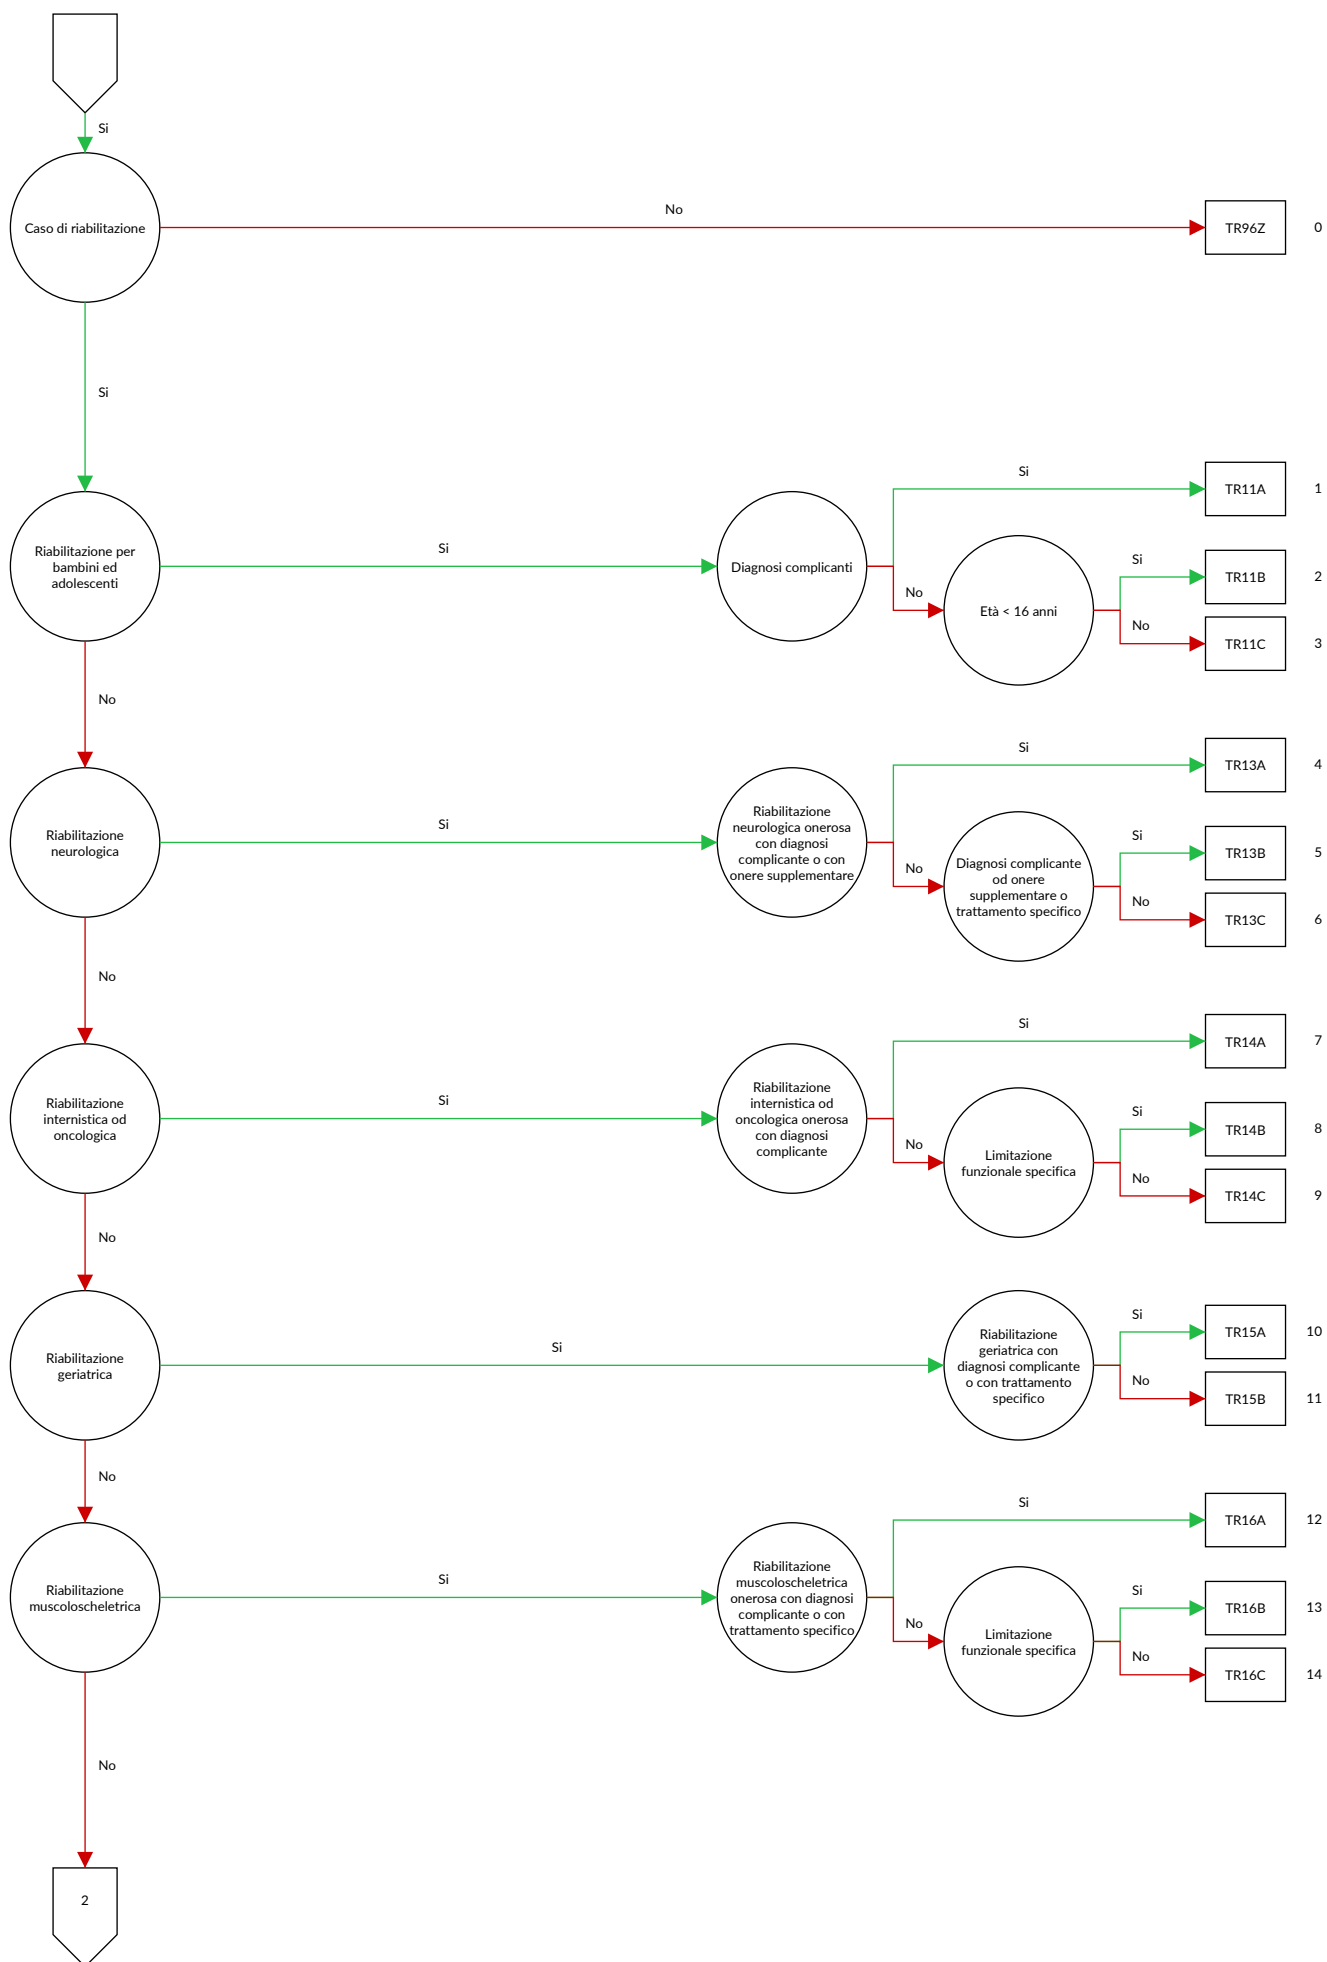 Si
Caso di riabilitazione
No
TR96Z
0
Si
Riabilitazione per
bambini ed
adolescenti
Si
Diagnosi complicanti
Si
TR11A
1
No
Età < 16 anni
Si
TR11B
2
No
TR11C
3
No
Riabilitazione
neurologica
Si
Riabilitazione
neurologica onerosa
con diagnosi
complicante o con
onere supplementare
Si
TR13A
4
No
Diagnosi complicante
od onere
supplementare o
trattamento specifico
Si
TR13B
5
No
TR13C
6
No
Riabilitazione
internistica od
oncologica
Si
Riabilitazione
internistica od
oncologica onerosa
con diagnosi
complicante
Si
TR14A
7
No
Limitazione
funzionale specifica
Si
TR14B
8
No
TR14C
9
No
Riabilitazione
geriatrica
Si
Riabilitazione
geriatrica con
diagnosi complicante
o con trattamento
specifico
Si
TR15A
10
No
TR15B
11
No
Riabilitazione
muscoloscheletrica
Si
Riabilitazione
muscoloscheletrica
onerosa con diagnosi
complicante o con
trattamento specifico
Si
TR16A
12
No
Limitazione
funzionale specifica
Si
TR16B
13
No
TR16C
14
No
2